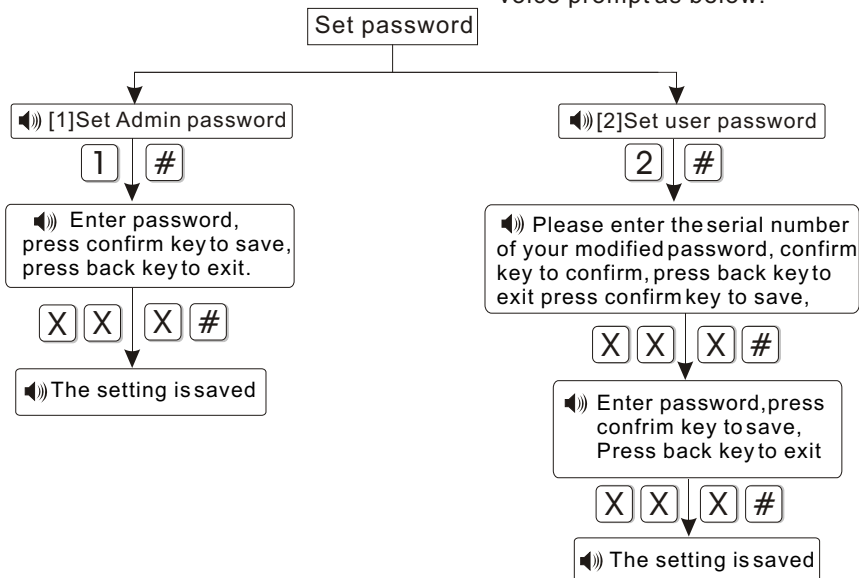 Voice prompt as below:
Set password
[1]Set Admin password
1 #
Enter password,
press confirm key to save,
press back key to exit.
X X X #
The setting is saved
[2]Set user password
2 #
Please enter the serial number
of your modified password, confirm
key to confirm, press back key to
exit press confirm key to save,
X X X #
Enter password,press
confrim key to save,
Press back key to exit
X X X #
The setting is saved